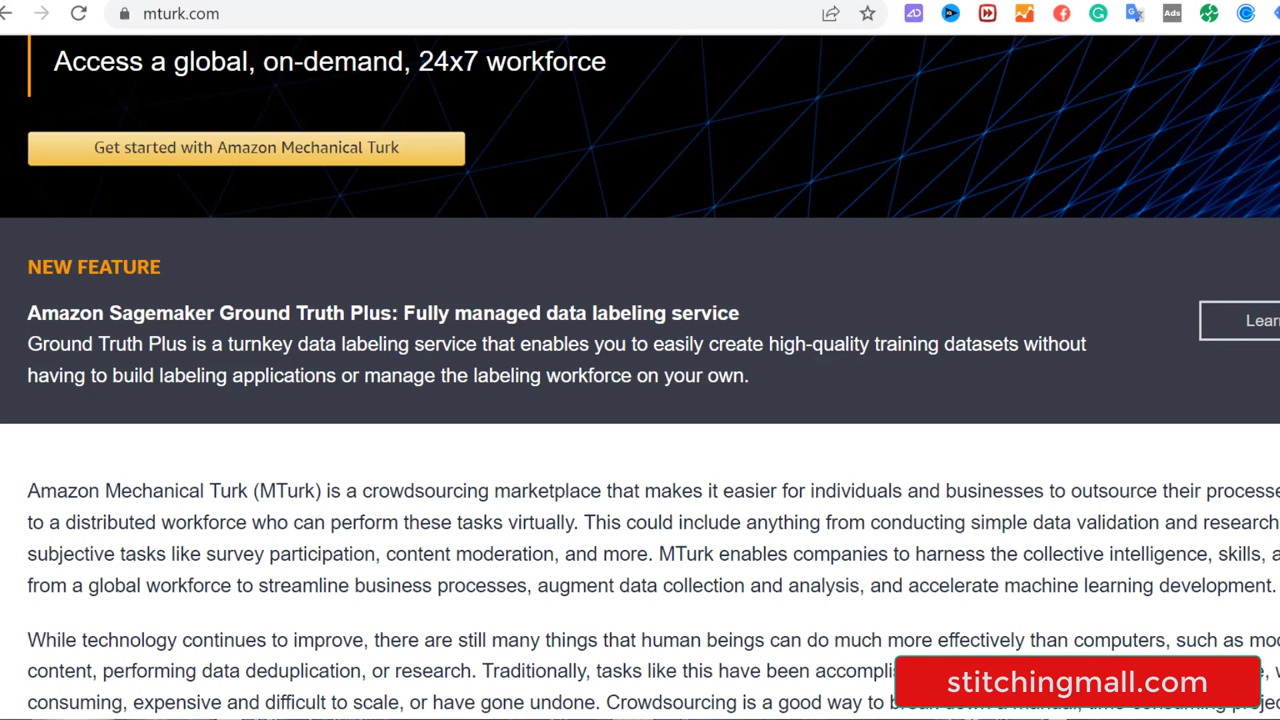 mturk.com
Ads
Access a global, on-demand, 24x7 workforce
Get started with Amazon Mechanical Turk
NEW FEATURE
Amazon Sagemaker Ground Truth Plus: Fully managed data labeling service
Ground Truth Plus is a turnkey data labeling service that enables you to easily create high-quality training datasets without
having to build labeling applications or manage the labeling workforce on your own.
Amazon Mechanical Turk (MTurk) is a crowdsourcing marketplace that makes it easier for individuals and businesses to outsource their
to a distributed workforce who can perform these tasks virtually. This could include anything from conducting simple data validation and research
subjective tasks like survey participation, content moderation, and more. MTurk enables companies to harness the collective intelligence, skills,
from a global workforce to streamline business processes, augment data collection and analysis, and accelerate machine learning development.
While technology continues to improve, there are still many things that human beings can do much more effectively than computers, such as
content, performing data deduplication, or research. Traditionally, tasks like this have been
consuming, expensive and difficult to scale, or have gone undone. Crowdsourcing is a good way to
stitchingmall.com